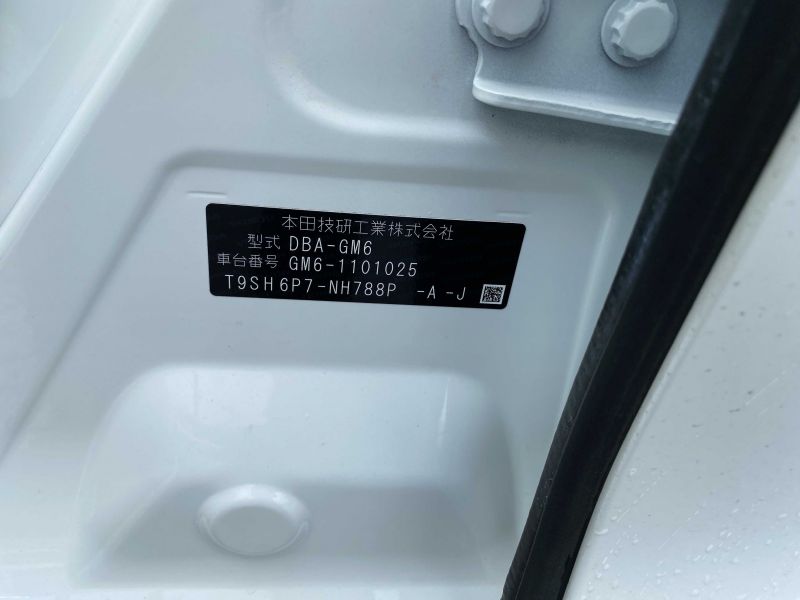 本田技研工業株式会社
型式 DBA-GM6
車台番号 GM6-1101025
T9SH6P7-NH788P -A-J